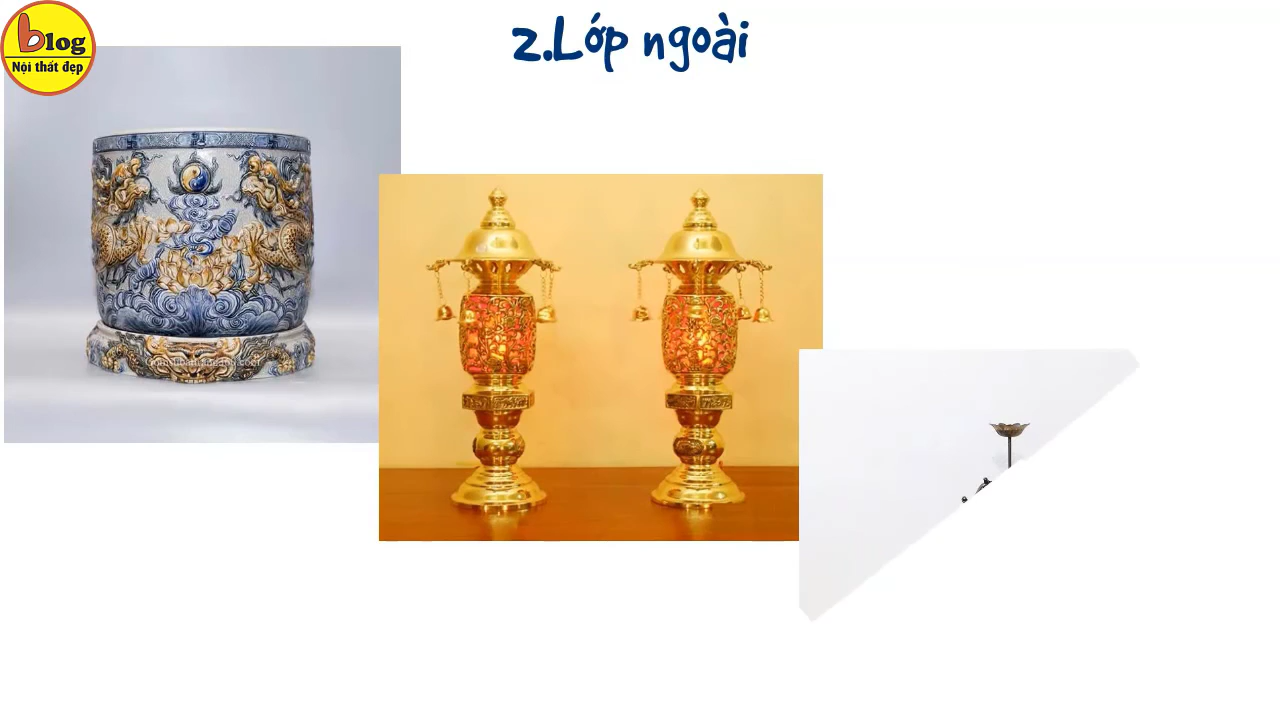 blog
Nội thất đẹp
2.Lớp ngoài